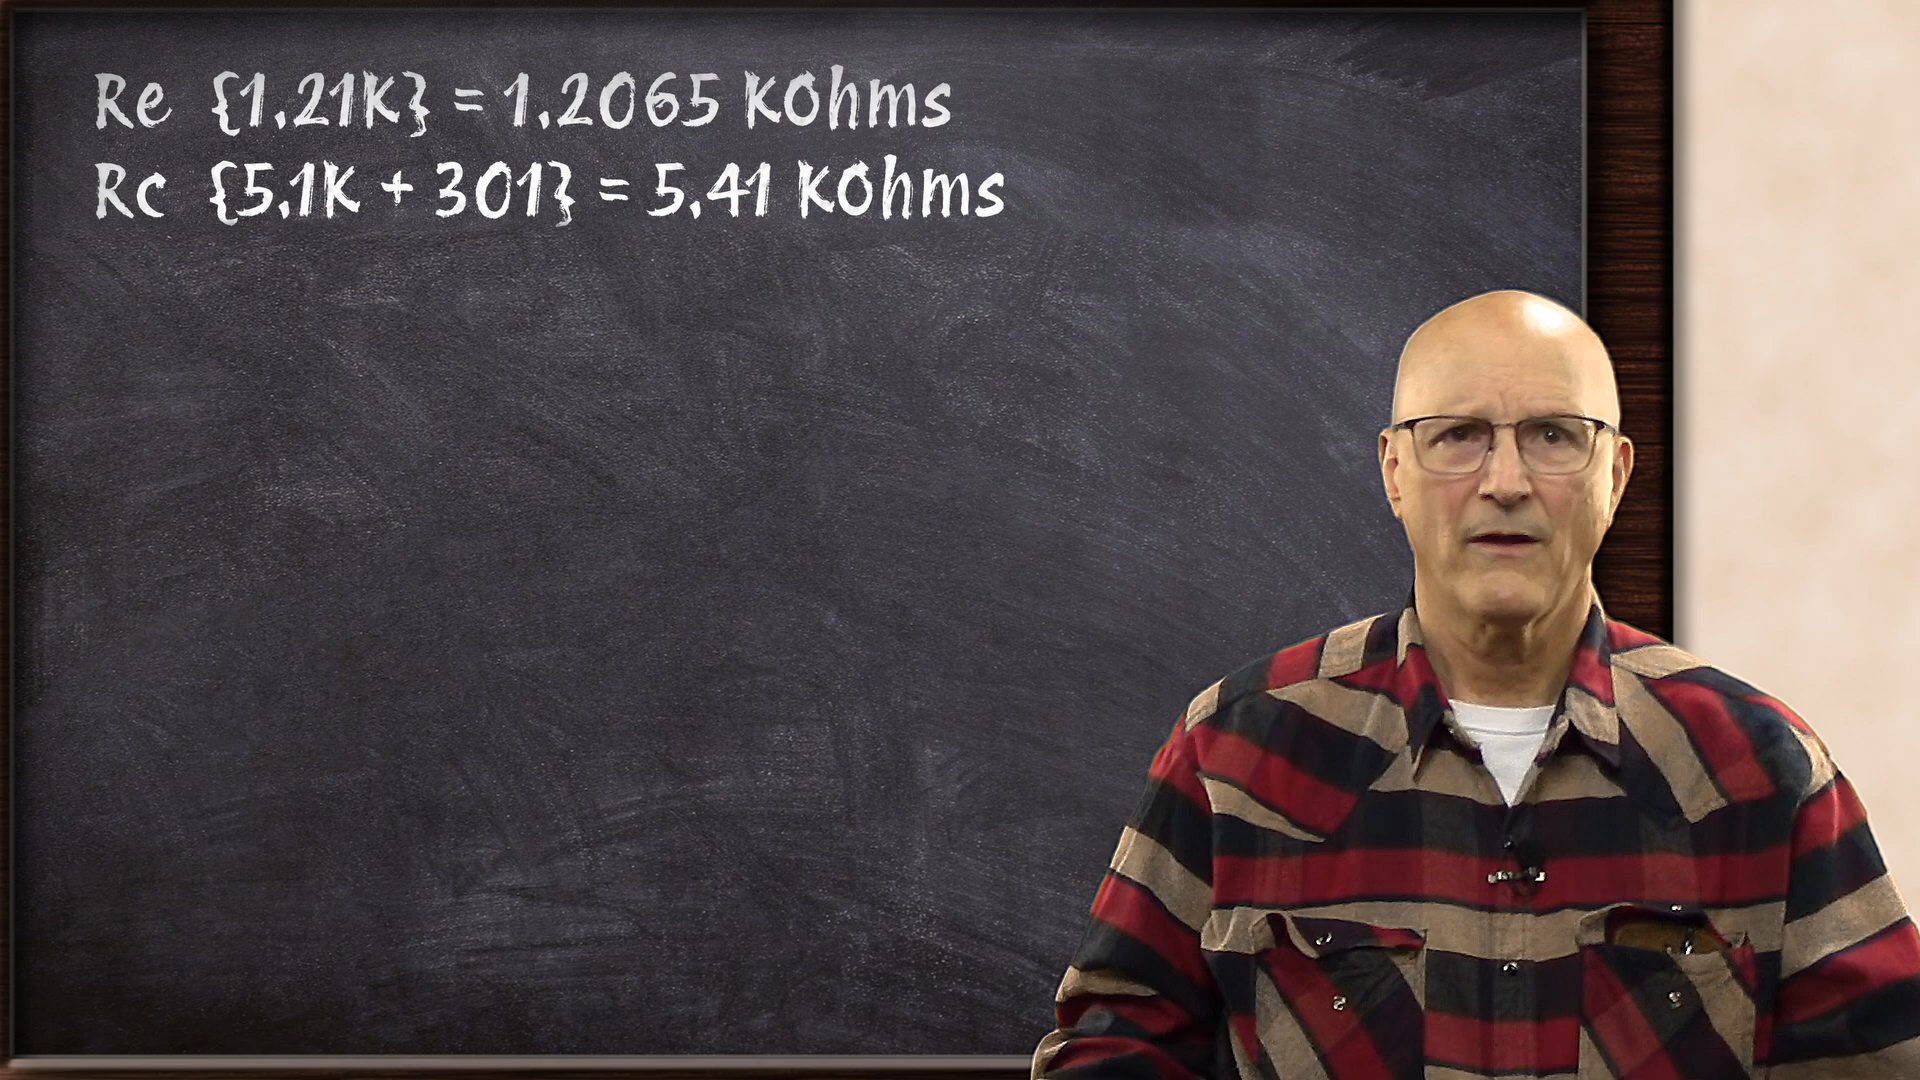 Re {1.21K} = 1.2065 KOhms
Rc {5.1K + 301} = 5.41 KOhms